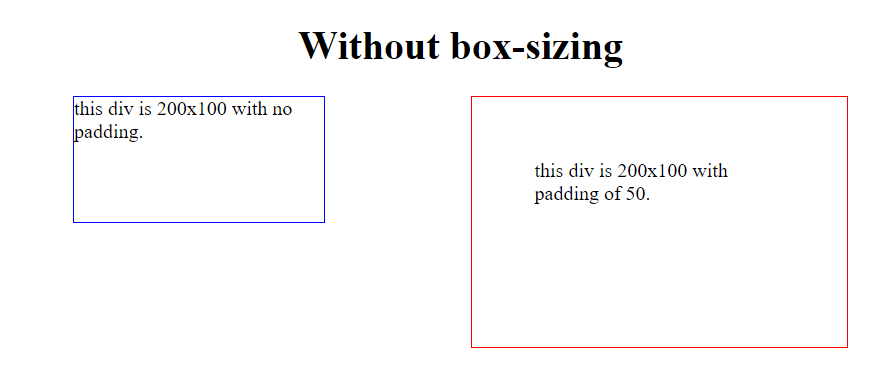 Without box-sizing
this div is 200x100 with no
padding.
this div is 200x100 with
padding of 50.